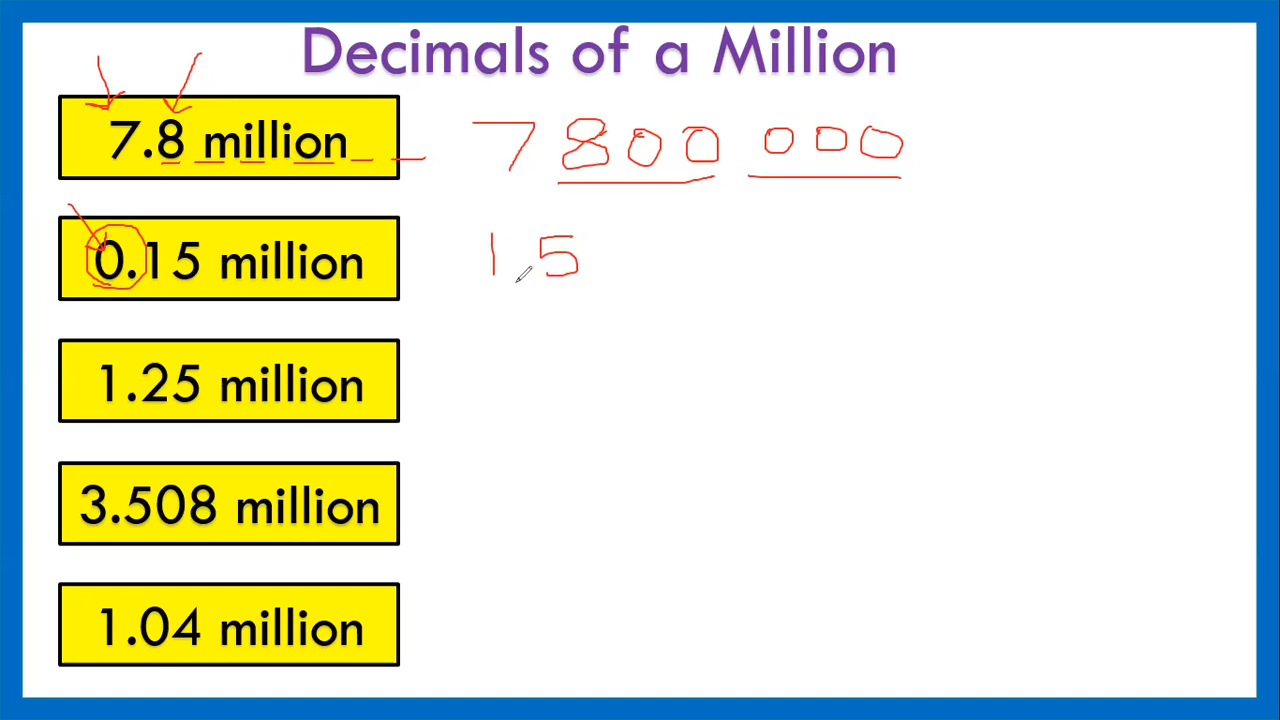 Decimals of a Million
7.8 million 7 800 000
0.15 million 15
1.25 million
3.508 million
1.04 million